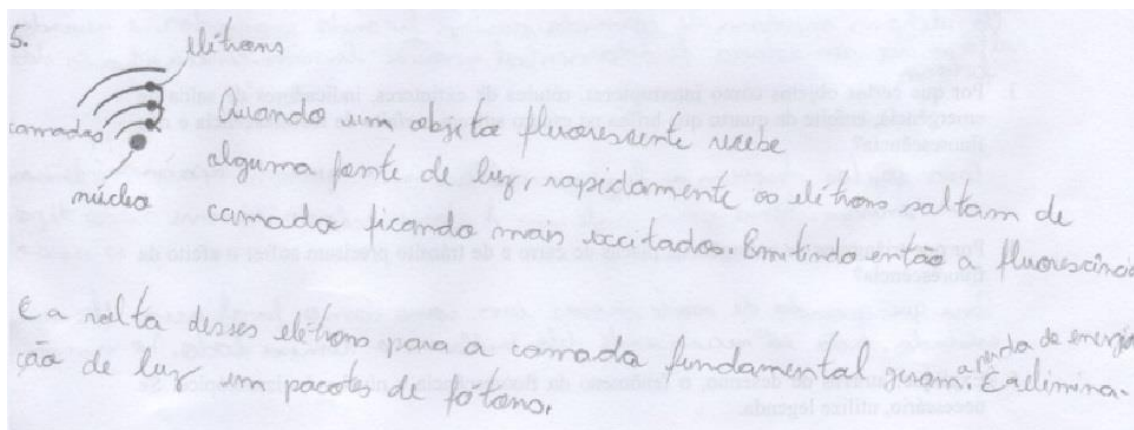 5.
elétrons
camadas
núcleo
Quando um objeto fluorescente recebe
alguma fonte de luz, rapidamente os elétrons saltam de
camada ficando mais excitados. Emitindo então a fluorescência
E a volta desses elétrons para a camada fundamental geram a perda de energia
E a elimina-
ção de luz em pacotes de fotons.